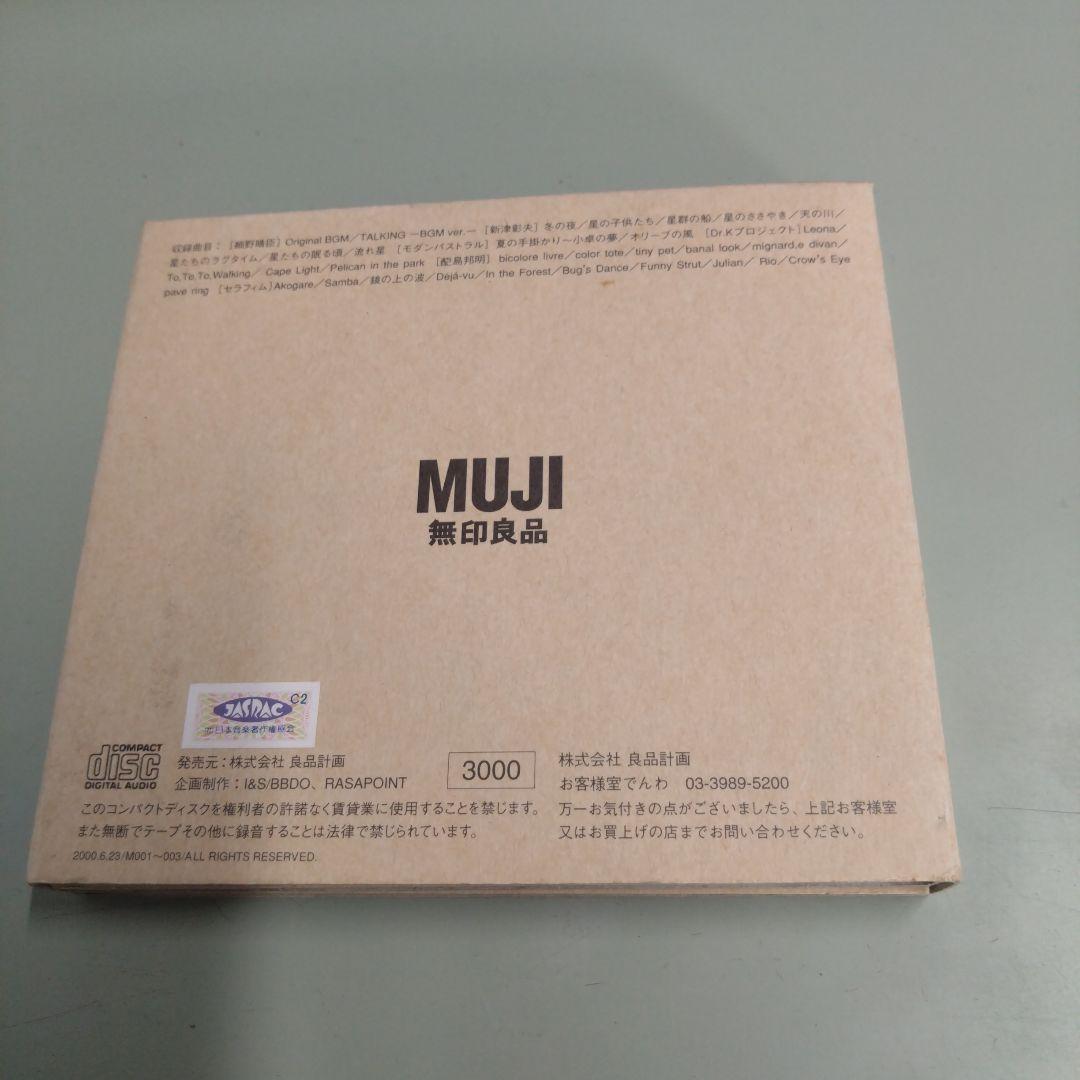 収録曲目：［細野晴臣］Original BGM／TALKING －BGM ver.－［新津彰夫］冬の夜／星の子供たち／星群の船／星のささやき／天の川／
星たちのラグタイム／星たちの眠る頃／流れ星［モダンパストラル］夏の手掛かり〜小卓の夢／オリーブの風［Dr.Kプロジェクト］Leona／
To,To,To,Walking／ Cape Light／Pelican in the park［配島邦明］bicolore livre／color tote／tiny pet／banal look／mignard,e divan／
pave ring［セラフィム］Akogare／Samba／鏡の上の波／Deja-vu／In the Forest／Bug's Dance／Funny Strut／Julian／ Rio／Crow's Eye
MUJI
無印良品
JASRAC
C2
日本音楽著作権協会
COMPACT
disc
DIGITAL AUDIO
発売元：株式会社 良品計画
企画制作：I&S/BBDO、RASAPOINT
3000
株式会社 良品計画
お客様室でんわ 03-3989-5200
このコンパクトディスクを権利者の許諾なく賃貸業に使用することを禁じます。
また無断でテープその他に録音することは法律で禁じられています。
万一お気付きの点がございましたら、上記お客様室
又はお買上げの店までお問い合わせください。
2000.6.23/M001〜003/ALL RIGHTS RESERVED.